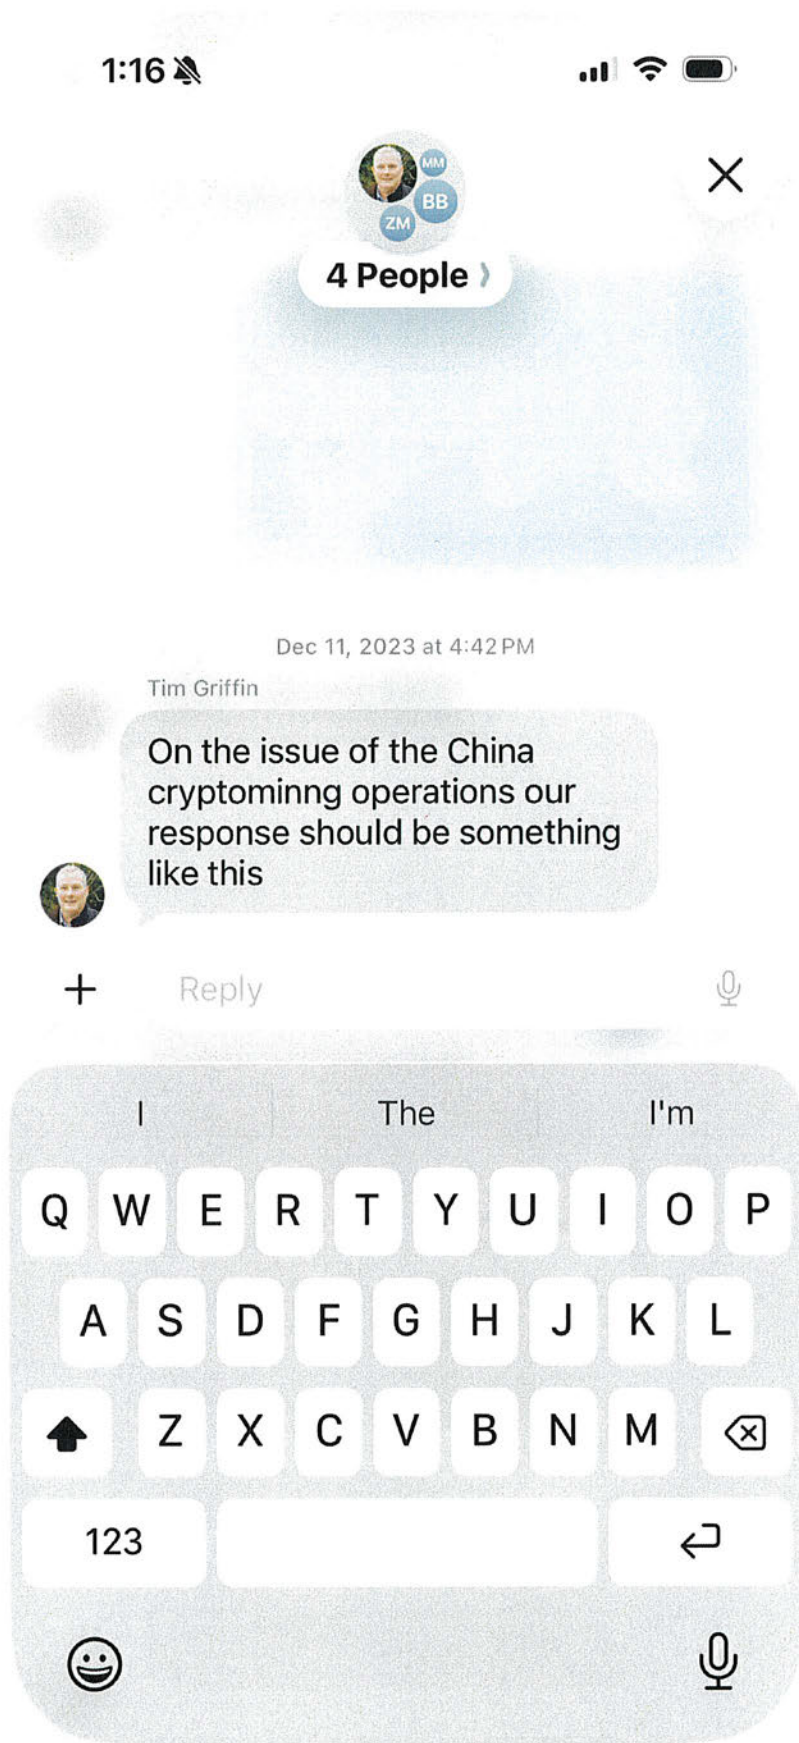 1:16
MM
BB
ZM
4 People
Dec 11, 2023 at 4:42 PM
Tim Griffin
On the issue of the China
cryptominng operations our
response should be something
like this
Reply
I The I'm
Q W E R T Y U I O P
A S D F G H J K L
Z X C V B N M
123